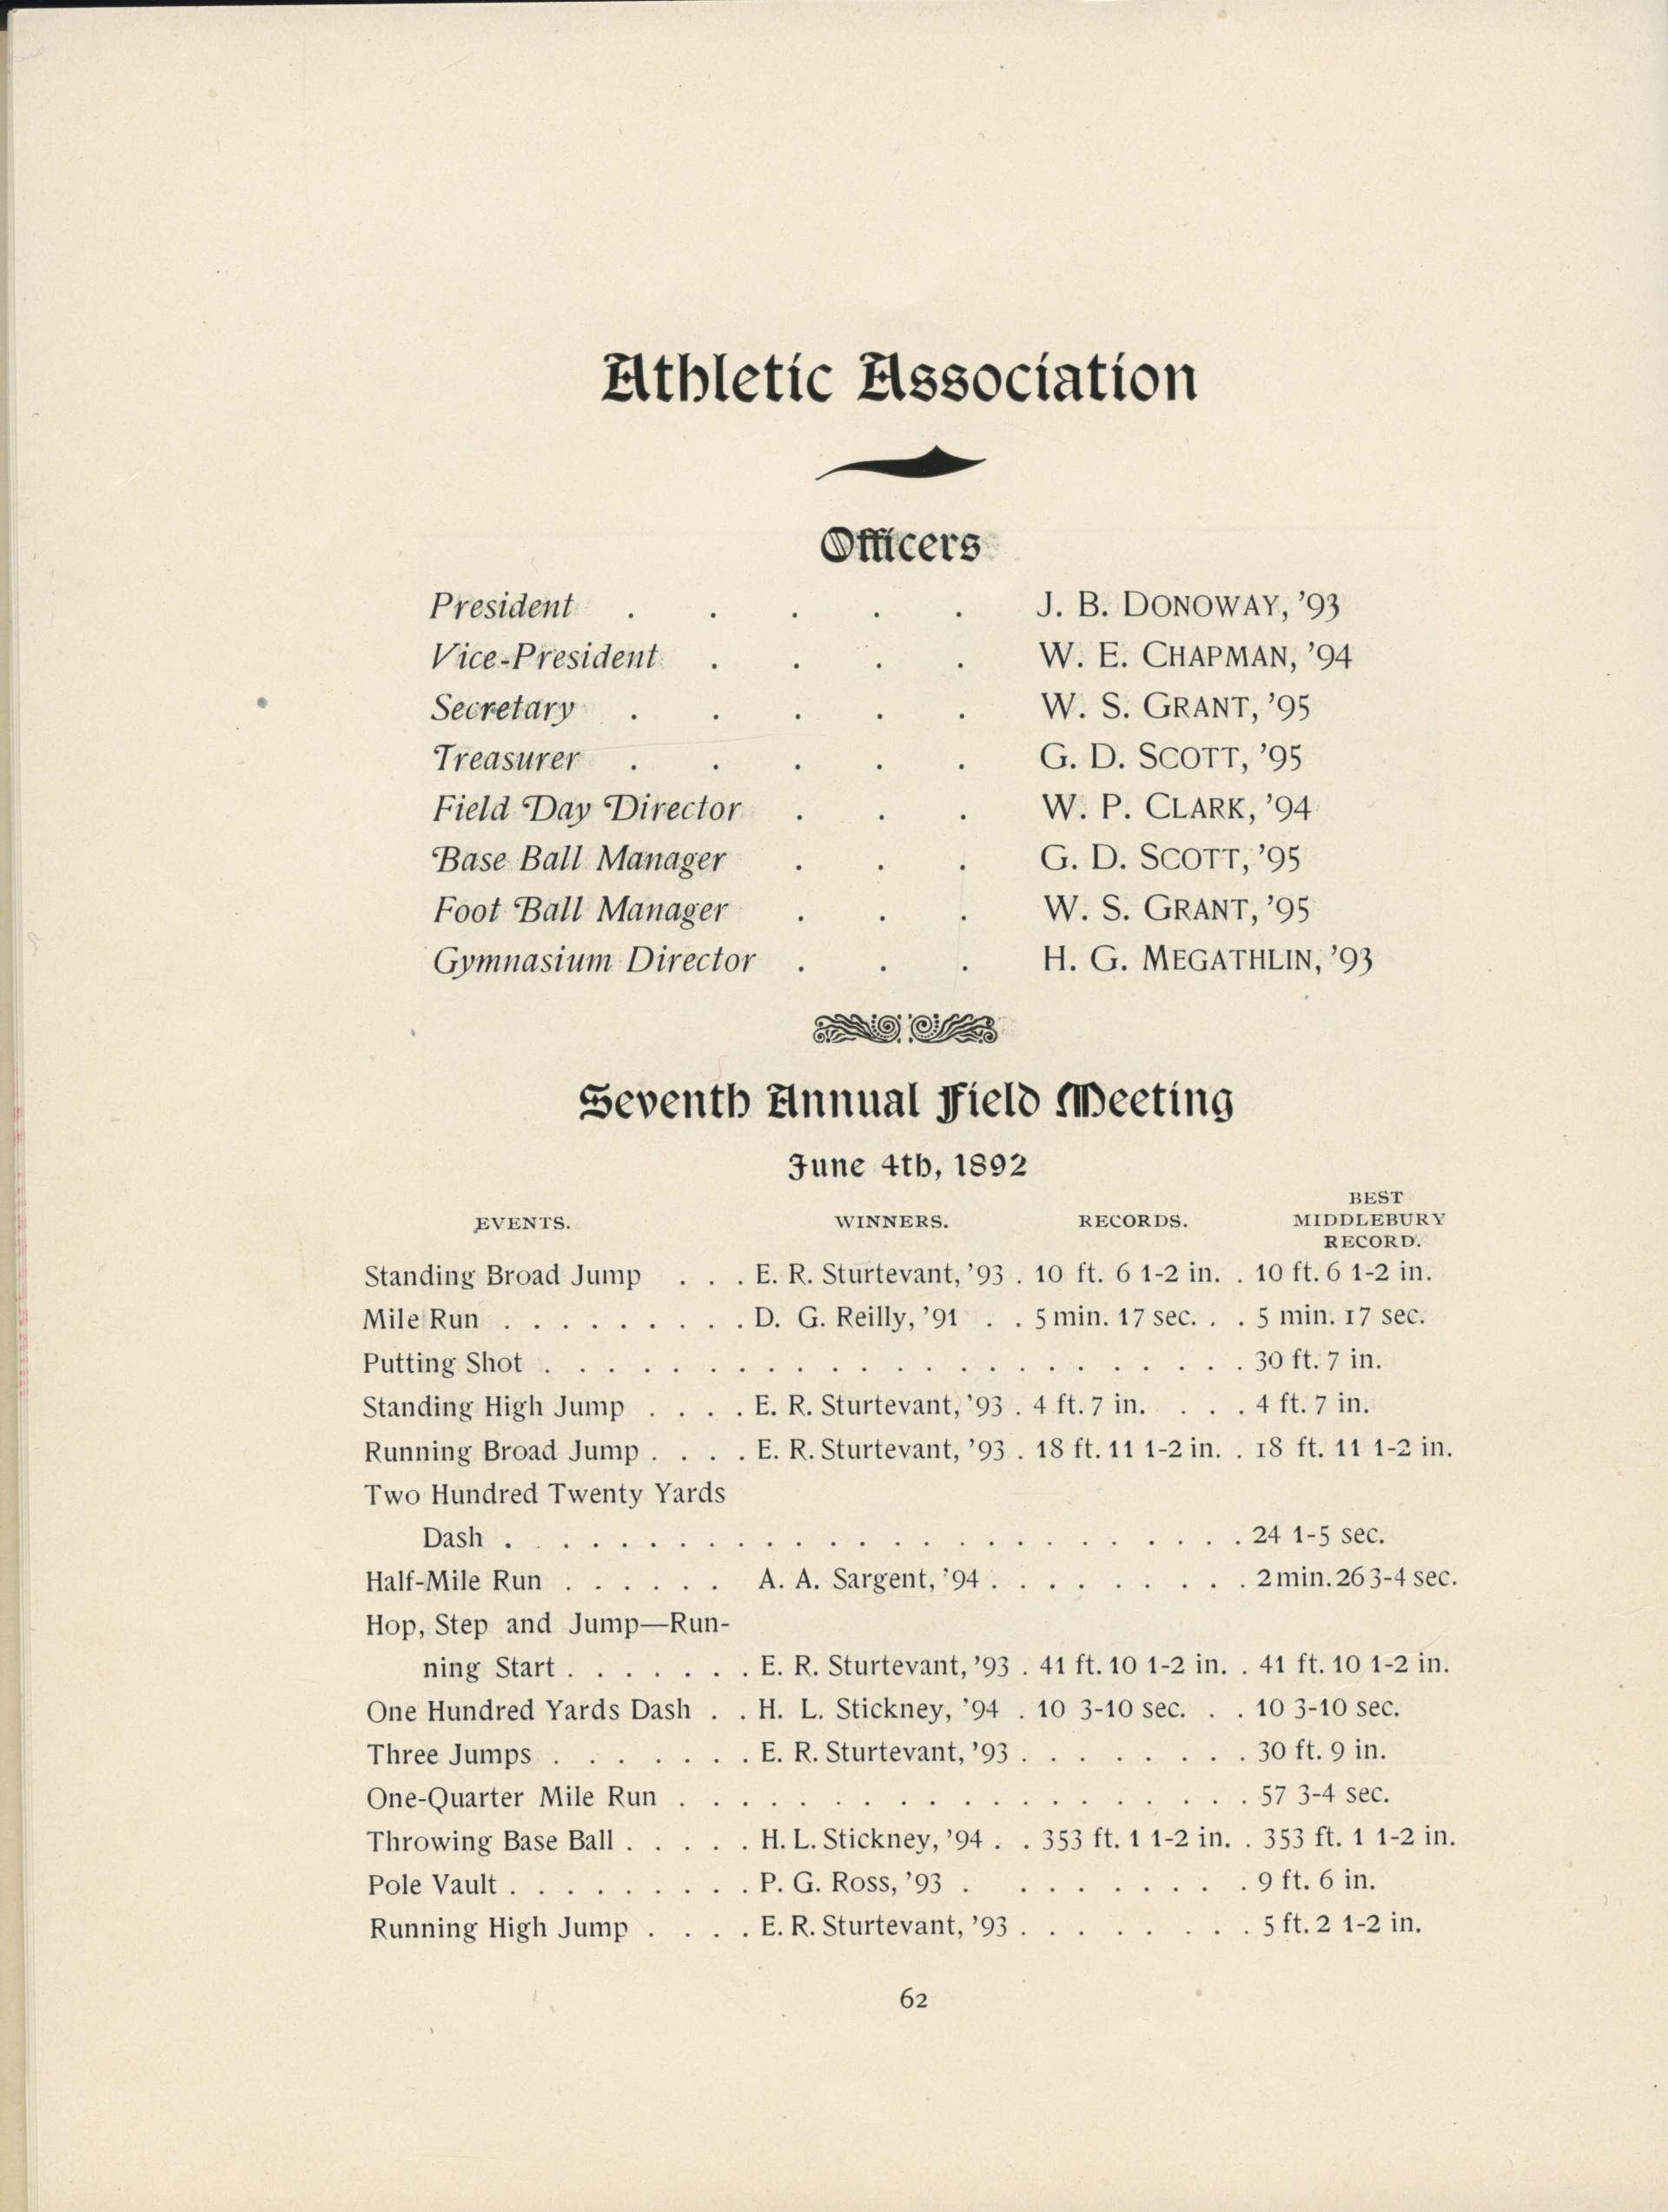 Athletic Association
Officers
President . . . . . J. B. DONOWAY, '93
Vice-President . . . . W. E. CHAPMAN, '94
Secretary . . . . . W. S. GRANT, '95
Treasurer . . . . . G. D. SCOTT, '95
Field Day Director . . . W. P. CLARK, '94
Base Ball Manager . . . G. D. SCOTT, '95
Foot Ball Manager . . . W. S. GRANT, '95
Gymnasium Director . . . H. G. MEGATHLIN, '93
Seventh Annual Field Meeting
June 4th, 1892
EVENTS. WINNERS. RECORDS. BEST MIDDLEBURY RECORD.
Standing Broad Jump . . . E. R. Sturtevant, '93 . 10 ft. 6 1-2 in. . 10 ft. 6 1-2 in.
Mile Run . . . . . . . . . D. G. Reilly, '91 . . 5 min. 17 sec. . . 5 min. 17 sec.
Putting Shot . . . . . . . . . . . . . . . . . . . . . . . . . 30 ft. 7 in.
Standing High Jump . . . . E. R. Sturtevant, '93 . 4 ft. 7 in. . . . 4 ft. 7 in.
Running Broad Jump . . . . E. R. Sturtevant, '93 . 18 ft. 11 1-2 in. . 18 ft. 11 1-2 in.
Two Hundred Twenty Yards
Dash . . . . . . . . . . . . . . . . . . . . . . . . . . 24 1-5 sec.
Half-Mile Run . . . . . . A. A. Sargent, '94 . . . . . . . . . . 2 min. 26 3-4 sec.
Hop, Step and Jump—Run-
ning Start . . . . . . . E. R. Sturtevant, '93 . 41 ft. 10 1-2 in. . 41 ft. 10 1-2 in.
One Hundred Yards Dash . . H. L. Stickney, '94 . 10 3-10 sec. . . 10 3-10 sec.
Three Jumps . . . . . . . E. R. Sturtevant, '93 . . . . . . . . 30 ft. 9 in.
One-Quarter Mile Run . . . . . . . . . . . . . . . . . . . . 57 3-4 sec.
Throwing Base Ball . . . . . H. L. Stickney, '94 . . 353 ft. 1 1-2 in. . 353 ft. 1 1-2 in.
Pole Vault . . . . . . . . . P. G. Ross, '93 . . . . . . . . . 9 ft. 6 in.
Running High Jump . . . . E. R. Sturtevant, '93 . . . . . . . . 5 ft. 2 1-2 in.
62